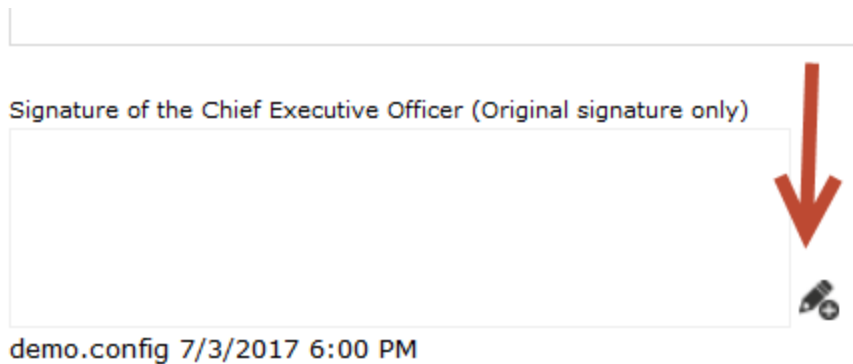 Signature of the Chief Executive Officer (Original signature only)
demo.config 7/3/2017 6:00 PM